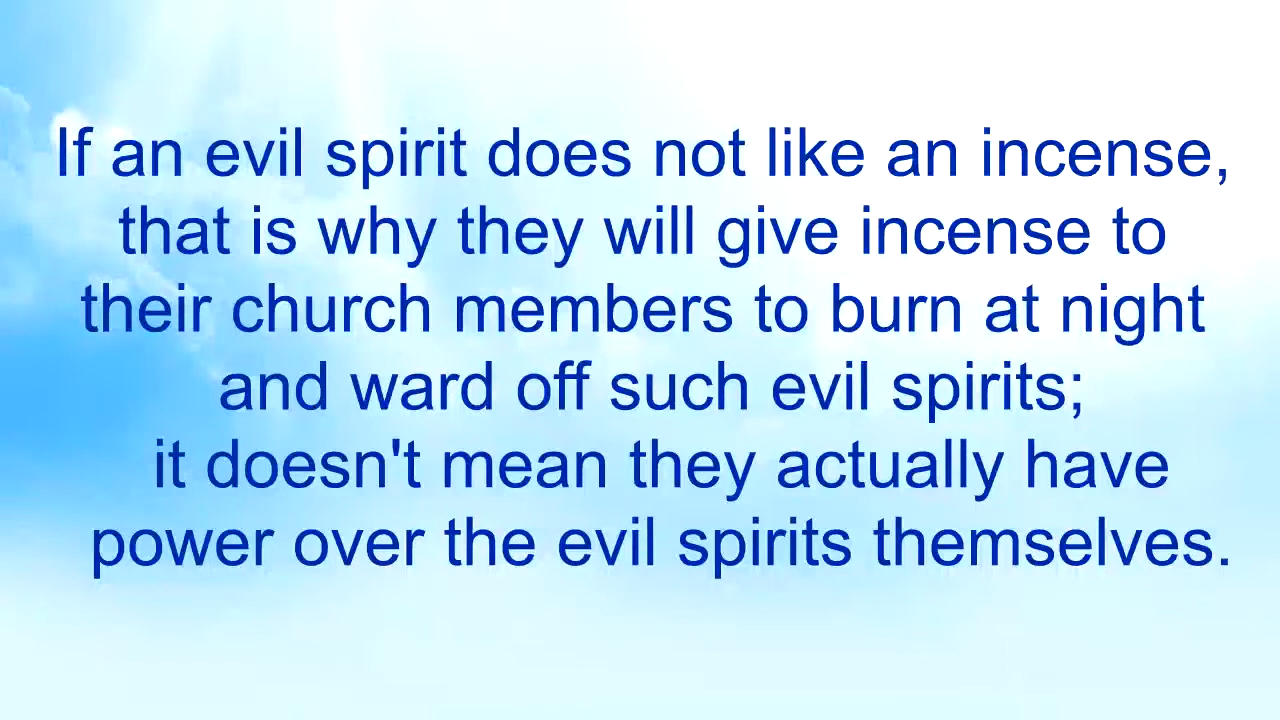 If an evil spirit does not like an incense,
that is why they will give incense to
their church members to burn at night
and ward off such evil spirits;
it doesn't mean they actually have
power over the evil spirits themselves.